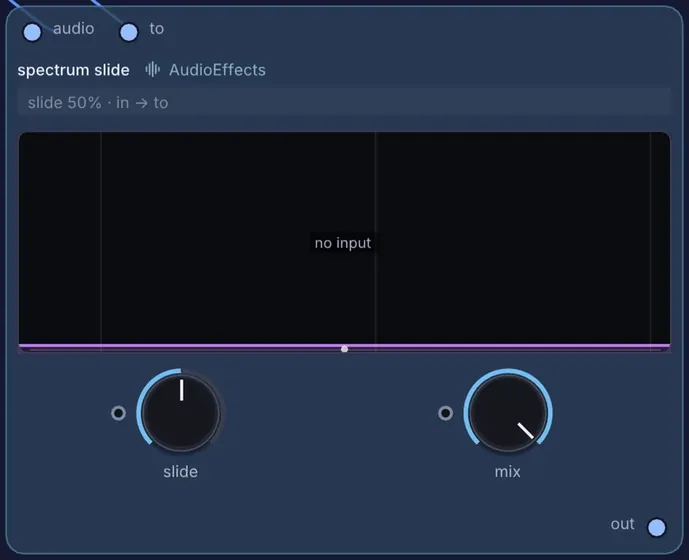 audio to
spectrum slide AudioEffects
slide 50% · in → to
no input
slide mix
out